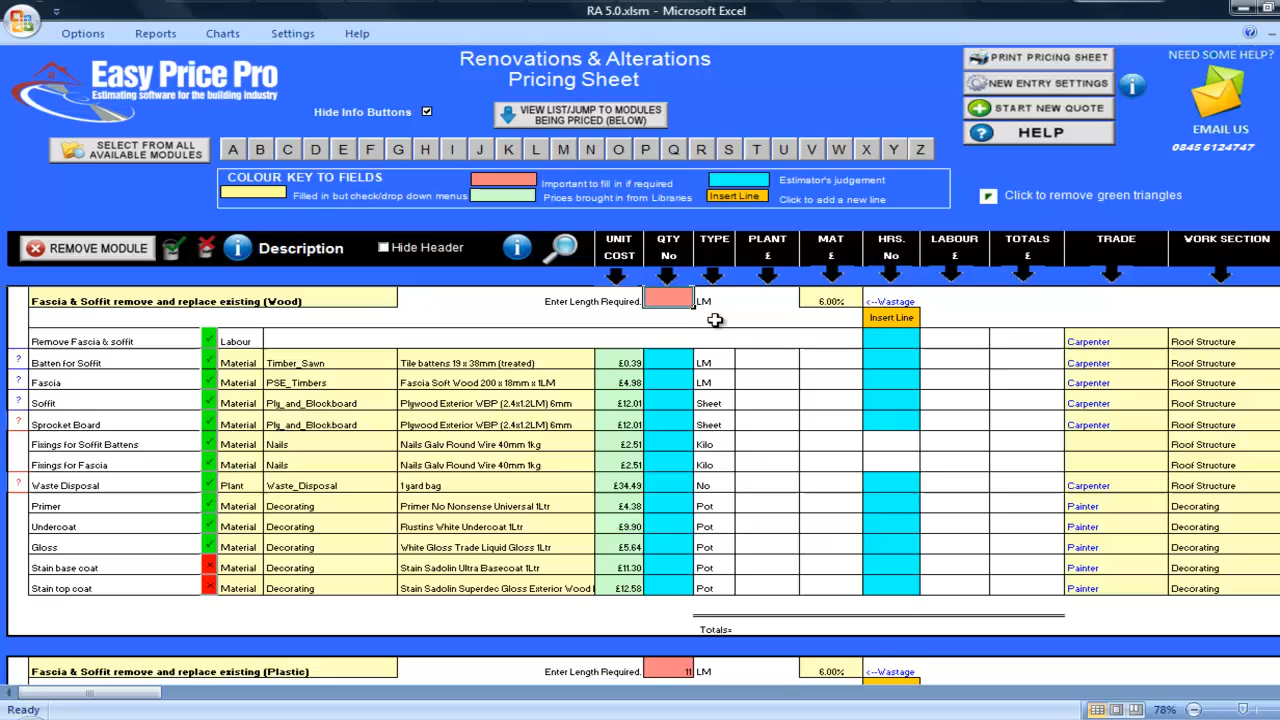 RA 5.0.xlsm - Microsoft Excel
Options Reports Charts Settings Help
Easy Price Pro
Estimating software for the building industry
Renovations & Alterations
Pricing Sheet
Hide Info Buttons
VIEW LIST/JUMP TO MODULES
BEING PRICED (BELOW)
PRINT PRICING SHEET
NEW ENTRY SETTINGS
START NEW QUOTE
HELP
NEED SOME HELP?
EMAIL US
0845 6124747
SELECT FROM ALL
AVAILABLE MODULES
A B C D E F G H I J K L M N O P Q R S T U V W X Y Z
COLOUR KEY TO FIELDS
Important to fill in if required
Estimator's judgement
Filled in but check/drop down menus
Prices brought in from Libraries
Insert Line
Click to add a new line
Click to remove green triangles
REMOVE MODULE Description Hide Header
UNIT COST QTY No TYPE PLANT £ MAT £ HRS. No LABOUR £ TOTALS £ TRADE WORK SECTION
Fascia & Soffit remove and replace existing (Wood) Enter Length Required. LM 6.00% <--Wastage
Insert Line
Remove Fascia & soffit Labour Carpenter Roof Structure
? Batten for Soffit Material Timber_Sawn Tile battens 19 x 38mm (treated) £0.39 LM Carpenter Roof Structure
? Fascia Material PSE_Timbers Fascia Soft Wood 200 x 18mm x 1LM £4.98 LM Carpenter Roof Structure
? Soffit Material Ply_and_Blockboard Plywood Exterior WBP (2.4x1.2LM) 6mm £12.01 Sheet Carpenter Roof Structure
? Sprocket Board Material Ply_and_Blockboard Plywood Exterior WBP (2.4x1.2LM) 6mm £12.01 Sheet Carpenter Roof Structure
Fixings for Soffit Battens Material Nails Nails Galv Round Wire 40mm 1kg £2.51 Kilo Roof Structure
Fixings for Fascia Material Nails Nails Galv Round Wire 40mm 1kg £2.51 Kilo Roof Structure
? Waste Disposal Plant Waste_Disposal 1 yard bag £34.49 No Carpenter Roof Structure
Primer Material Decorating Primer No Nonsense Universal 1Ltr £4.38 Pot Painter Decorating
Undercoat Material Decorating Rustins White Undercoat 1Ltr £9.90 Pot Painter Decorating
Gloss Material Decorating White Gloss Trade Liquid Gloss 1Ltr £5.64 Pot Painter Decorating
Stain base coat Material Decorating Stain Sadolin Ultra Basecoat 1Ltr £11.30 Pot Painter Decorating
Stain top coat Material Decorating Stain Sadolin Superdec Gloss Exterior Wood £12.58 Pot Painter Decorating
Totals=
Fascia & Soffit remove and replace existing (Plastic) Enter Length Required. 11 LM 6.00% <--Wastage
Ready 78%